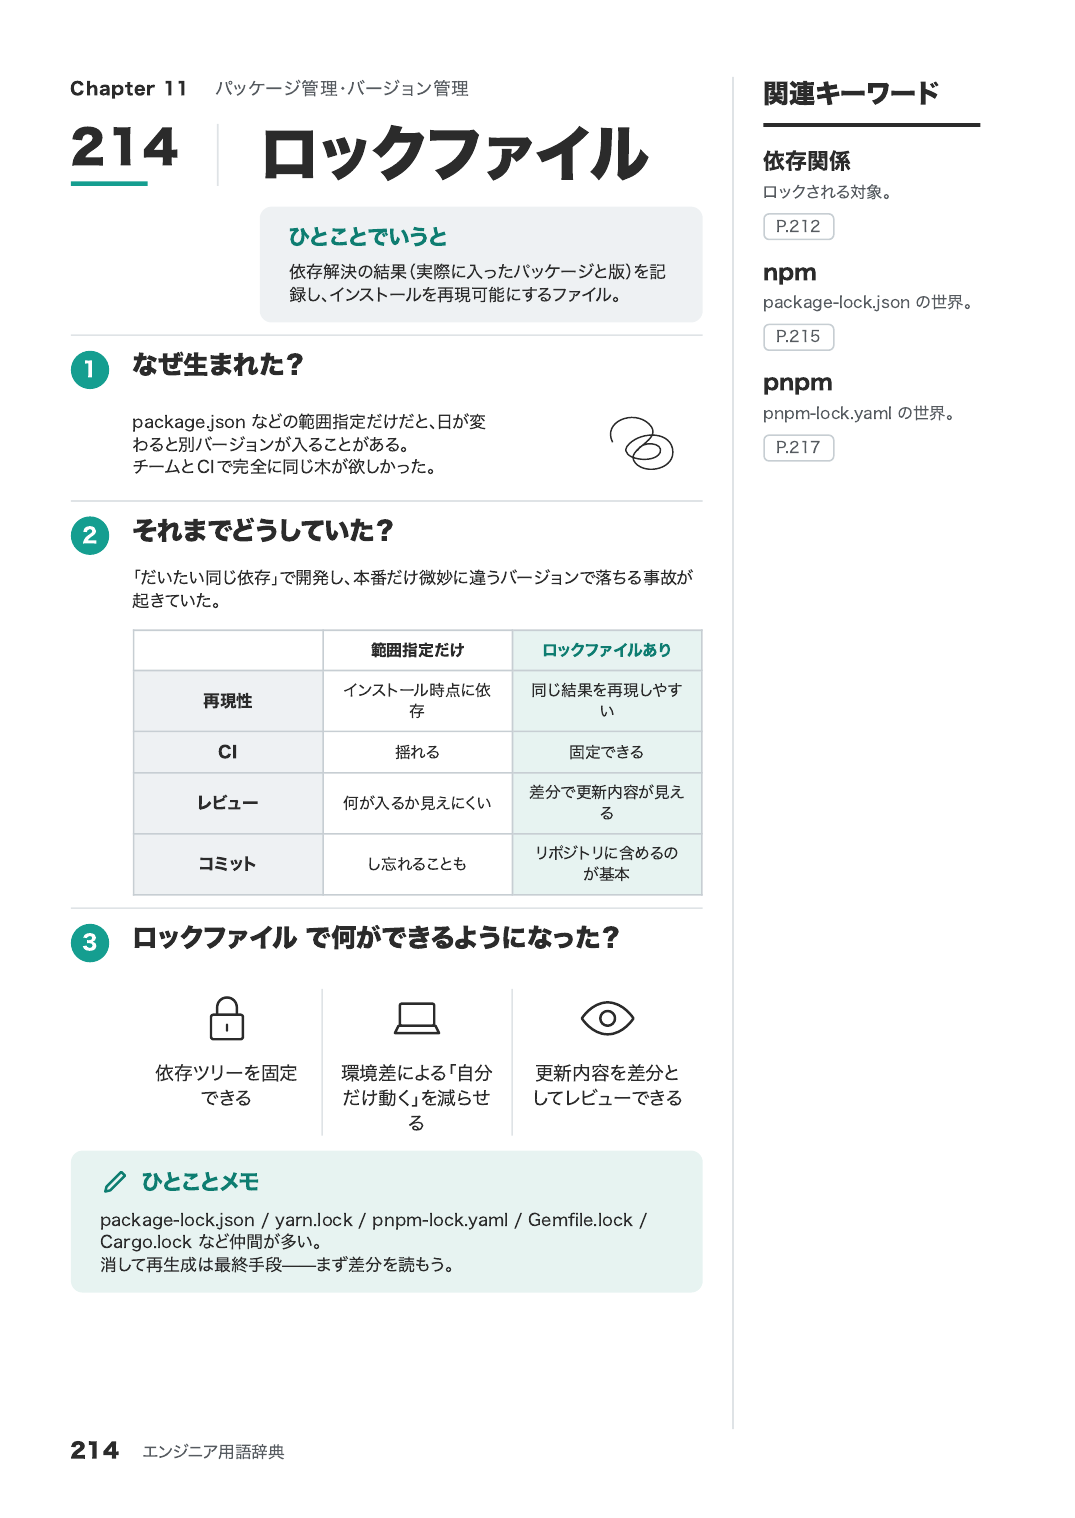 Chapter 11 パッケージ管理・バージョン管理
214
ロックファイル
ひとことでいうと
依存解決の結果（実際に入ったパッケージと版）を記
録し、インストールを再現可能にするファイル。
1 なぜ生まれた？
package.json などの範囲指定だけだと、日が変
わると別バージョンが入ることがある。
チームとCIで完全に同じ木が欲しかった。
2 それまでどうしていた？
「だいたい同じ依存」で開発し、本番だけ微妙に違うバージョンで落ちる事故が
起きていた。
範囲指定だけ ロックファイルあり
再現性
インストール時点に依
存
同じ結果を再現しやす
い
CI 揺れる 固定できる
レビュー
何が入るか見えにくい
差分で更新内容が見え
る
コミット
し忘れることも
リポジトリに含めるの
が基本
3 ロックファイル で何ができるようになった？
依存ツリーを固定
できる
環境差による「自分
だけ動く」を減らせ
る
更新内容を差分と
してレビューできる
ひとことメモ
package-lock.json / yarn.lock / pnpm-lock.yaml / Gemfile.lock /
Cargo.lock など仲間が多い。
消して再生成は最終手段——まず差分を読もう。
関連キーワード
依存関係
ロックされる対象。
P.212
npm
package-lock.json の世界。
P.215
pnpm
pnpm-lock.yaml の世界。
P.217
214 エンジニア用語辞典